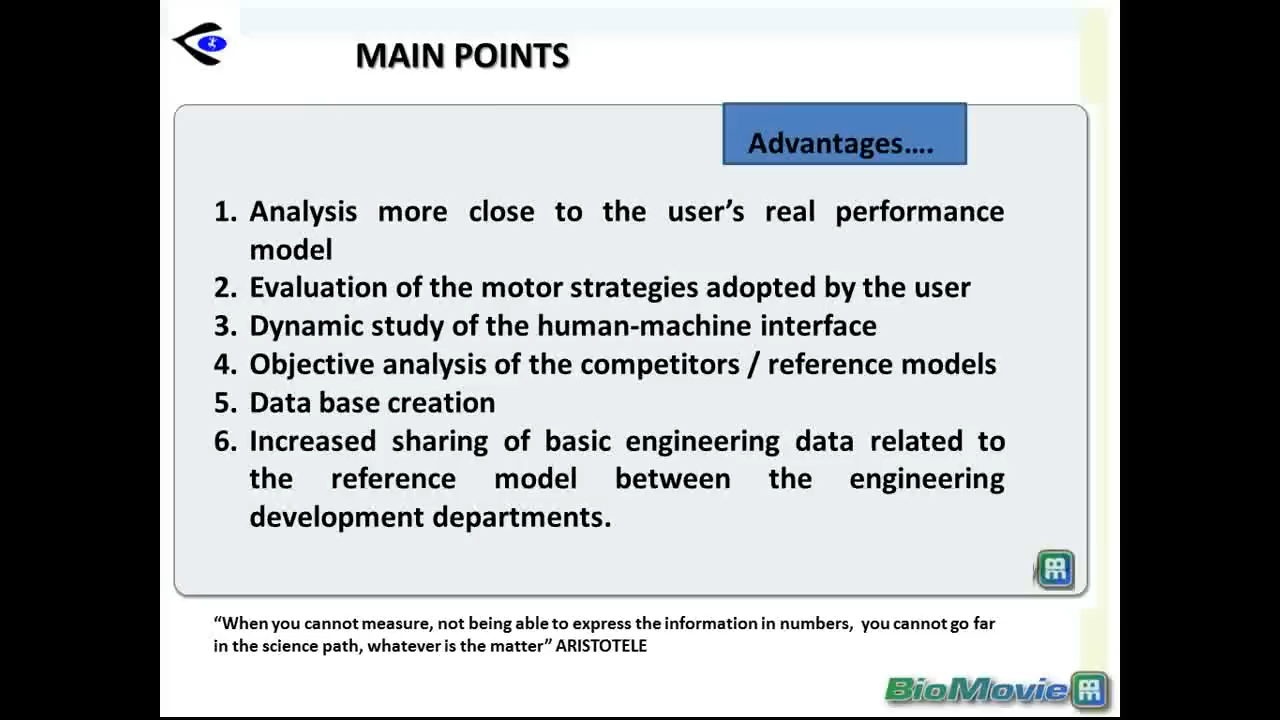 MAIN POINTS
Advantages....
1. Analysis more close to the user’s real performance
model
2. Evaluation of the motor strategies adopted by the user
3. Dynamic study of the human-machine interface
4. Objective analysis of the competitors / reference models
5. Data base creation
6. Increased sharing of basic engineering data related to
the reference model between the engineering
development departments.
“When you cannot measure, not being able to express the information in numbers, you cannot go far
in the science path, whatever is the matter” ARISTOTELE
BioMovie